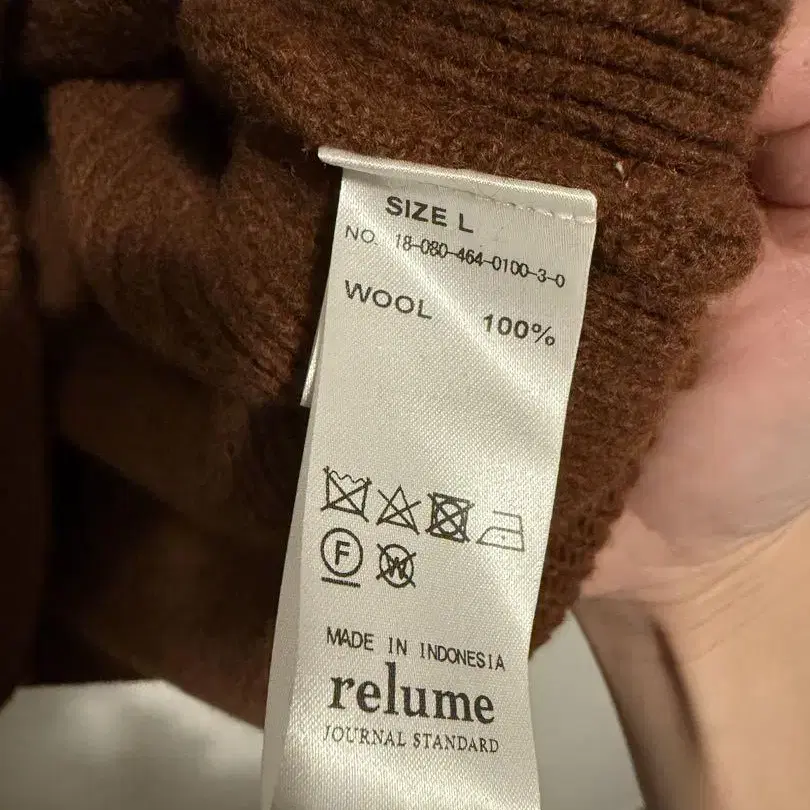 SIZE L
NO. 18-080-464-0100-3-0
WOOL 100%
F W
MADE IN INDONESIA
relume
JOURNAL STANDARD